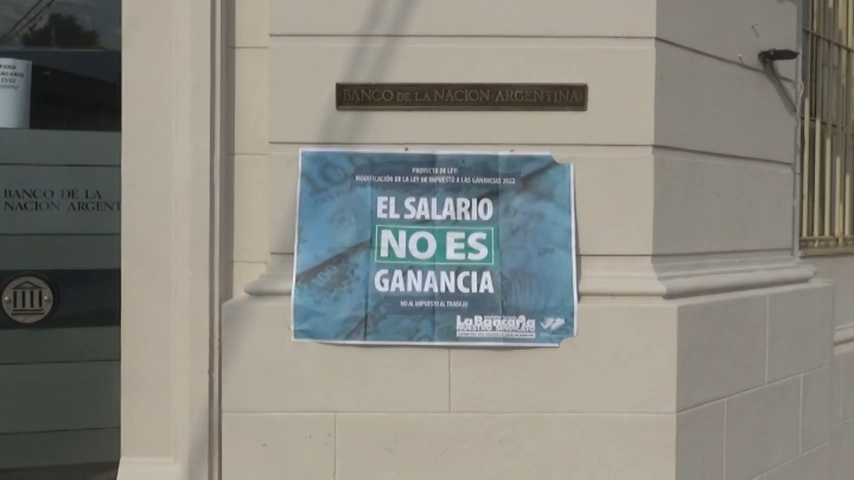 BANCO DE LA NACION ARGENTINA
PROYECTO DE LEY:
MODIFICACIÓN DE LA LEY DE IMPUESTO A LAS GANANCIAS 2022
EL SALARIO
NO ES
GANANCIA
NO AL IMPUESTO AL TRABAJO
La Bancaria
NUESTRO SINDICATO
BANCO DE LA
NACION ARGENT